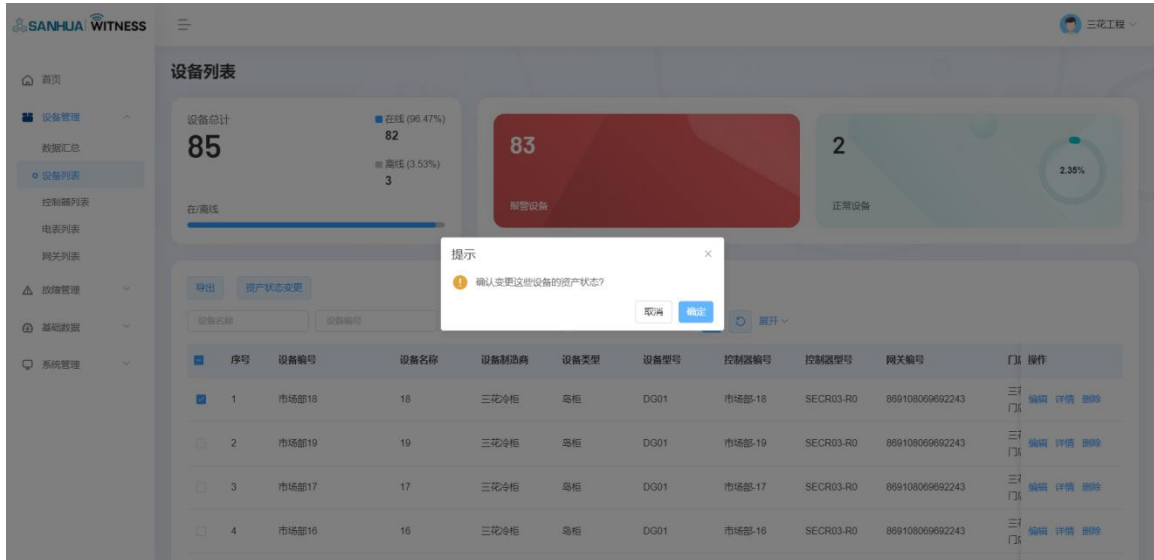 SANHUA WITNESS
三花工程
首页
设备管理
数据汇总
设备列表
控制器列表
电表列表
网关列表
故障管理
基础数据
系统管理
设备列表
设备总计
85
在线 (96.47%)
82
离线 (3.53%)
3
在/离线
83
报警设备
2
正常设备
2.35%
提示
确认变更这些设备的资产状态?
取消 确定
导出 资产状态变更
设备名称 设备编号 展开
序号 设备编号 设备名称 设备制造商 设备类型 设备型号 控制器编号 控制器型号 网关编号 操作
1 市场部18 18 三花冷柜 岛柜 DG01 市场部-18 SECR03-R0 869108069692243 编辑 详情 删除
2 市场部19 19 三花冷柜 岛柜 DG01 市场部-19 SECR03-R0 869108069692243 编辑 详情 删除
3 市场部17 17 三花冷柜 岛柜 DG01 市场部-17 SECR03-R0 869108069692243 编辑 详情 删除
4 市场部16 16 三花冷柜 岛柜 DG01 市场部-16 SECR03-R0 869108069692243 编辑 详情 删除